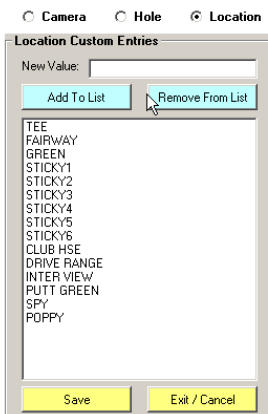 Camera Hole Location
Location Custom Entries
New Value:
Add To List Remove From List
TEE
FAIRWAY
GREEN
STICKY1
STICKY2
STICKY3
STICKY4
STICKY5
STICKY6
CLUB HSE
DRIVE RANGE
INTER VIEW
PUTT GREEN
SPY
POPPY
Save Exit / Cancel